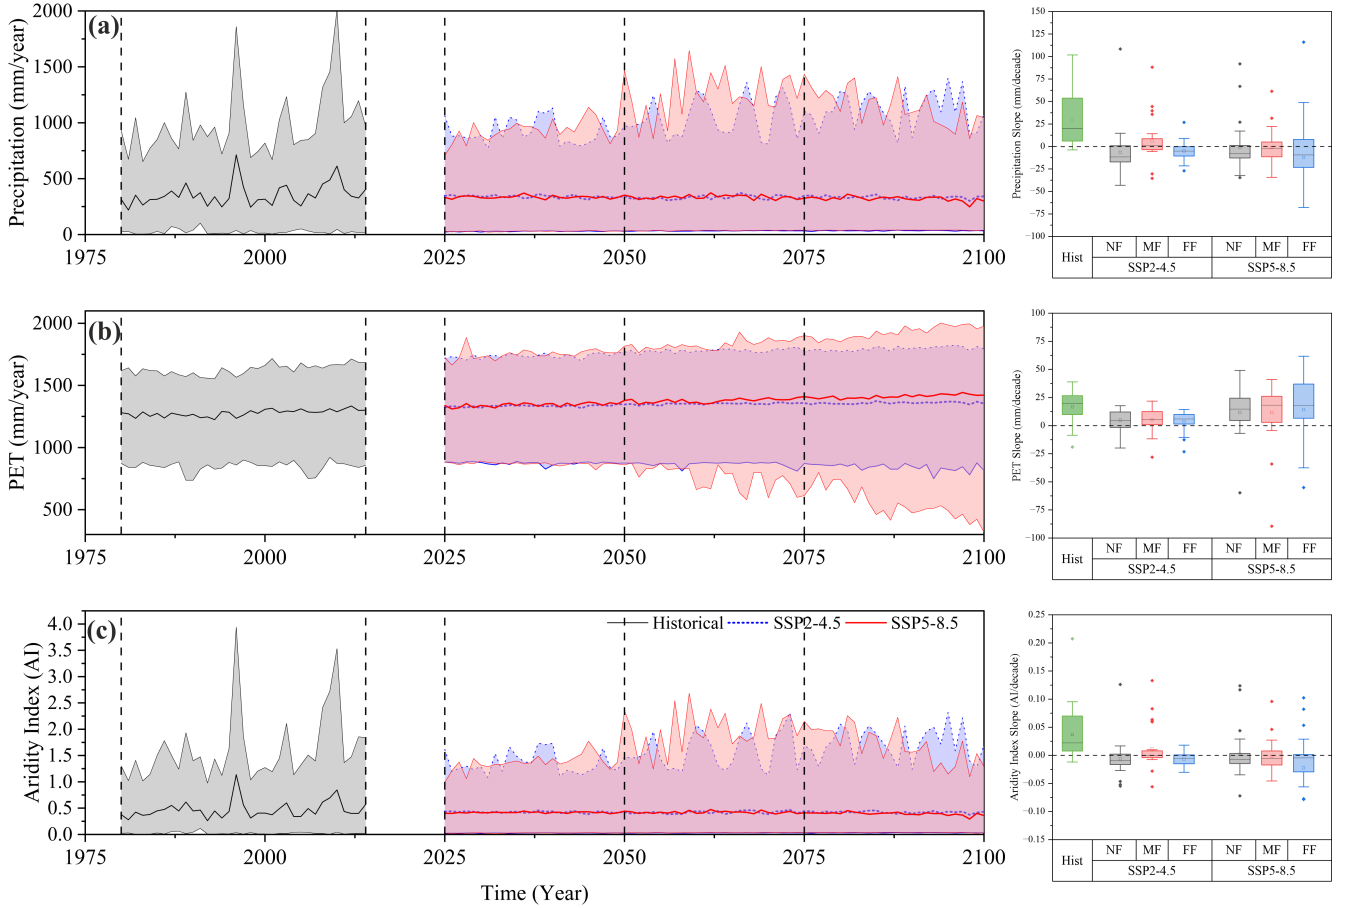 (a)
Precipitation (mm/year)
2000
1500
1000
500
0
1975
2000
2025
2050
2075
2100
Precipitation Slope (mm/decade)
150
125
100
75
50
25
0
−25
−50
−75
−100
Hist
NF
MF
FF
NF
MF
FF
SSP2-4.5
SSP5-8.5
(b)
PET (mm/year)
2000
1500
1000
500
1975
2000
2025
2050
2075
2100
PET Slope (mm/decade)
100
75
50
25
0
−25
−50
−75
−100
Hist
NF
MF
FF
NF
MF
FF
SSP2-4.5
SSP5-8.5
(c)
Historical
SSP2-4.5
SSP5-8.5
Aridity Index (AI)
4.0
3.5
3.0
2.5
2.0
1.5
1.0
0.5
0.0
1975
2000
2025
2050
2075
2100
Time (Year)
Aridity Index Slope (AI/decade)
0.25
0.20
0.15
0.10
0.05
0.00
−0.05
−0.10
−0.15
Hist
NF
MF
FF
NF
MF
FF
SSP2-4.5
SSP5-8.5